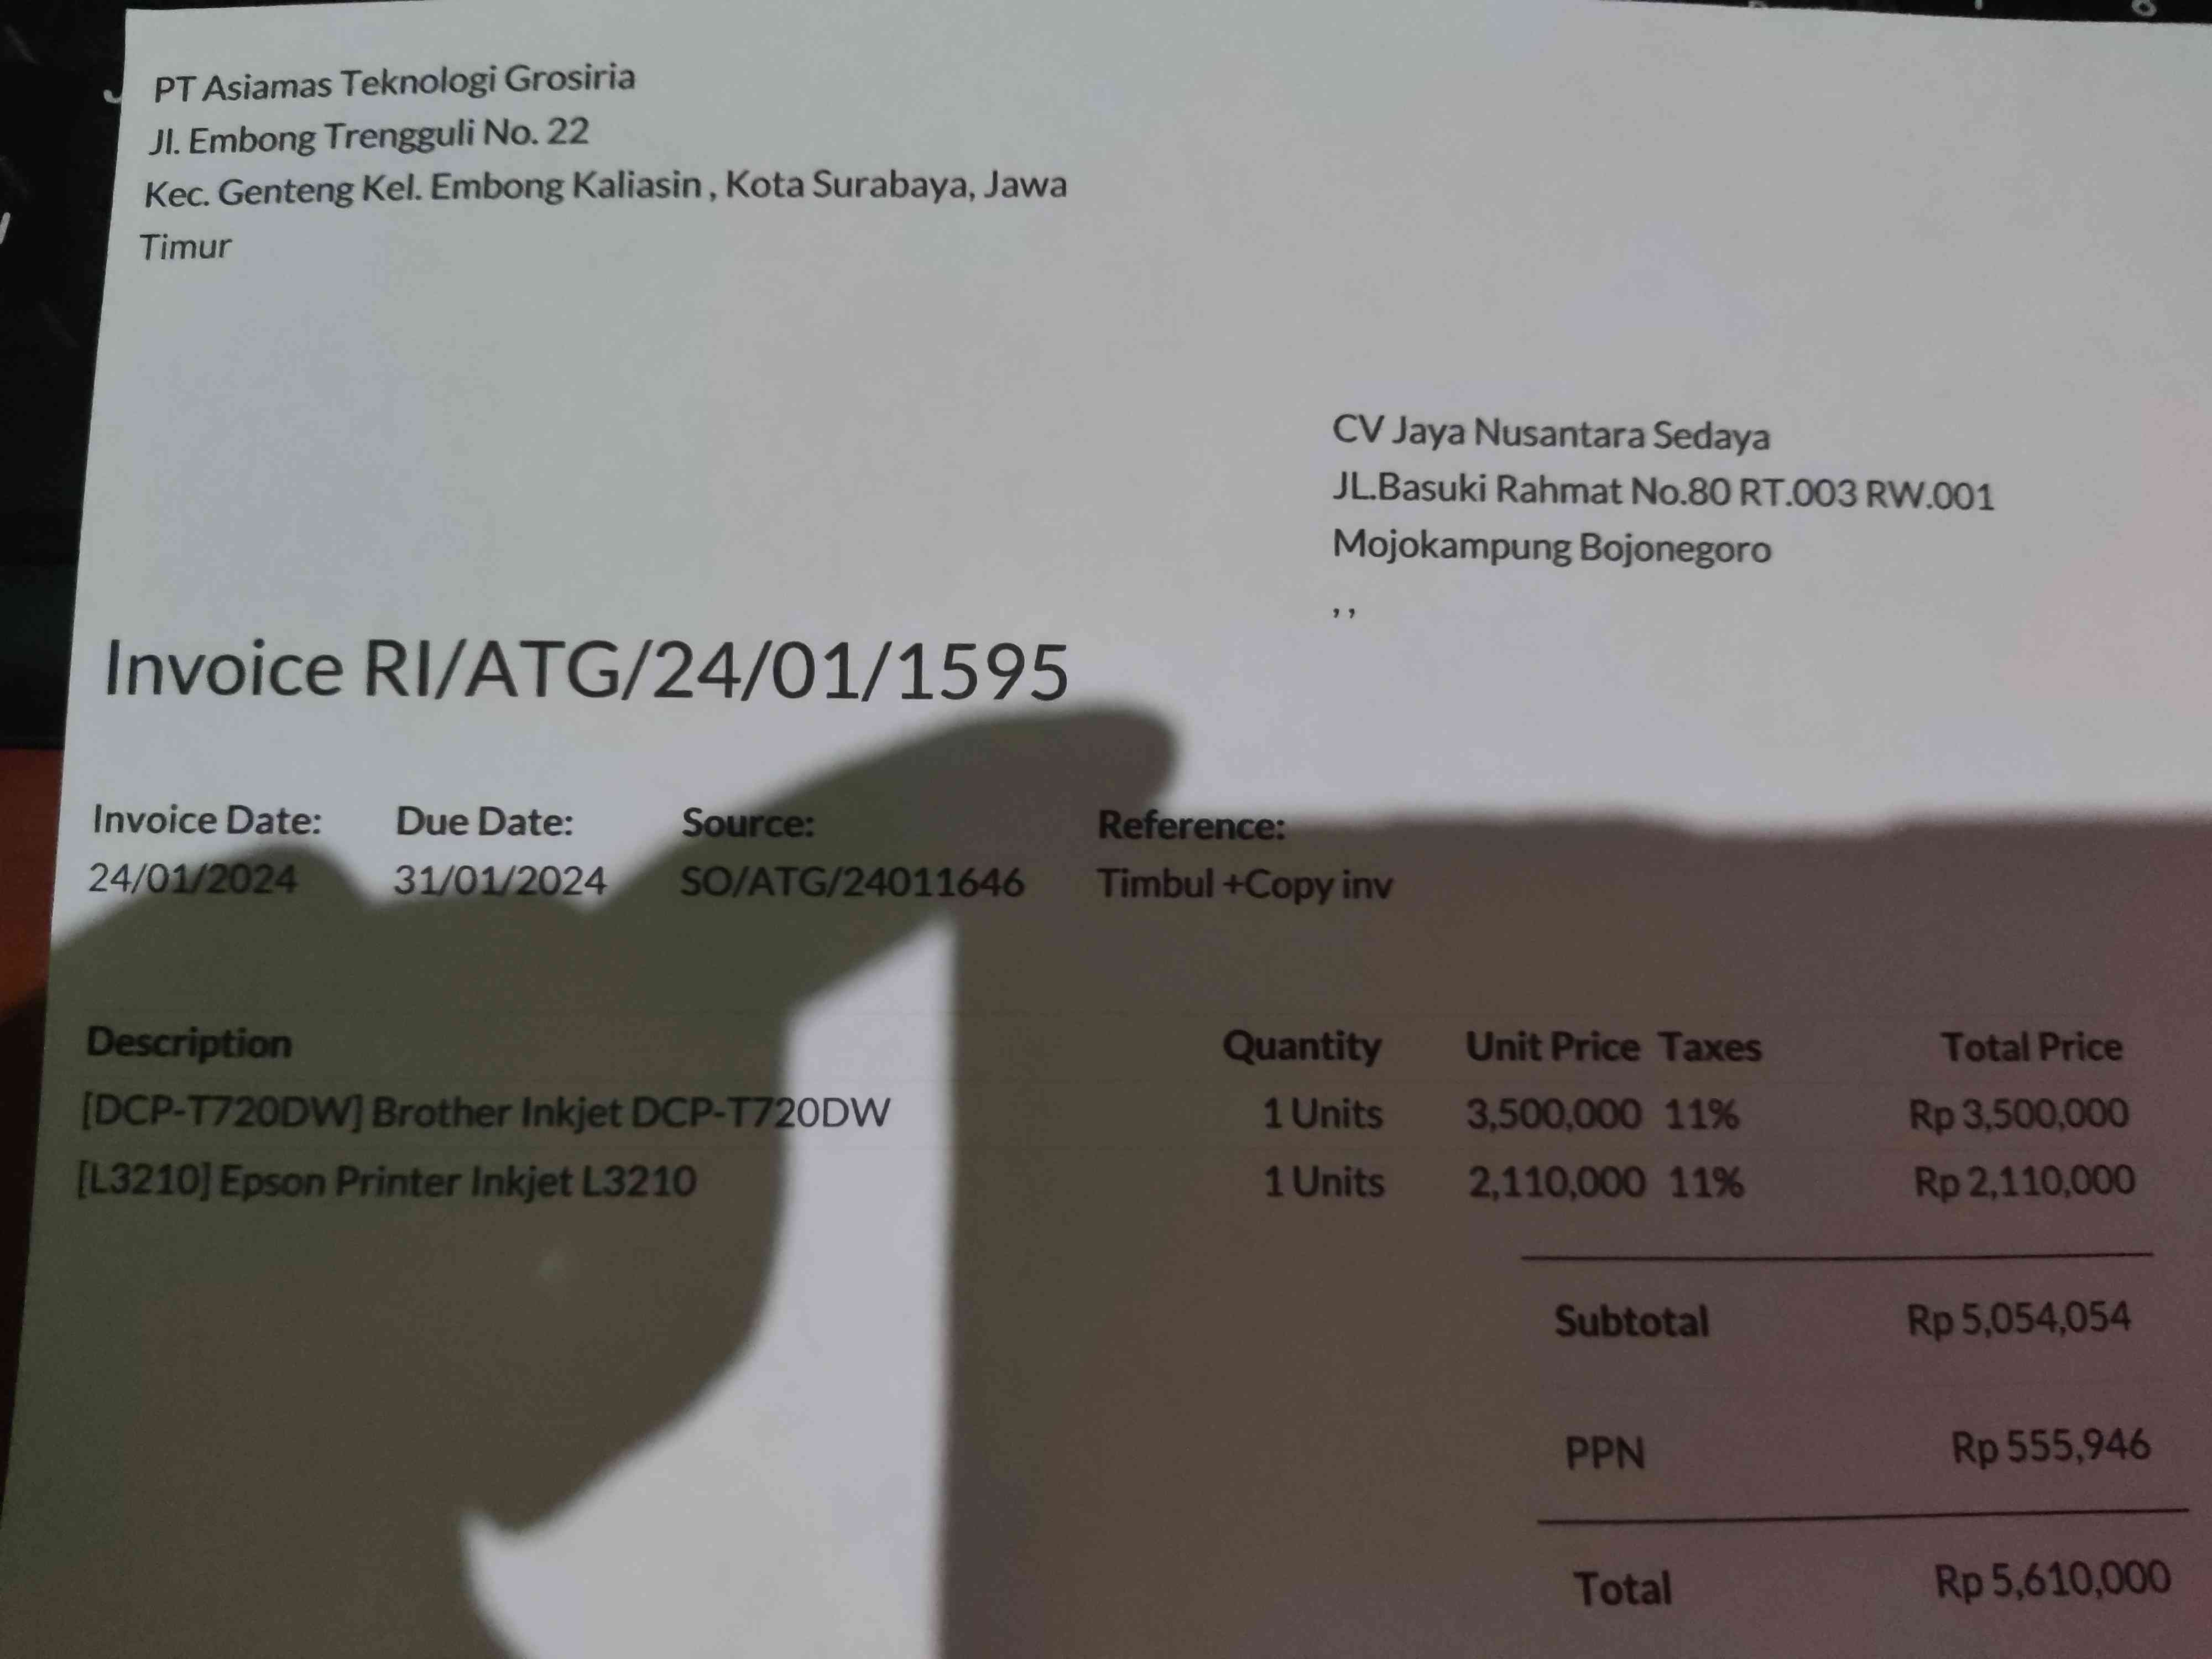 PT Asiamas Teknologi Grosiria
Jl. Embong Trengguli No. 22
Kec. Genteng Kel. Embong Kaliasin , Kota Surabaya, Jawa
Timur
CV Jaya Nusantara Sedaya
JL.Basuki Rahmat No.80 RT.003 RW.001
Mojokampung Bojonegoro
, ,
Invoice RI/ATG/24/01/1595
Invoice Date: Due Date: Source: Reference:
24/01/2024 31/01/2024 SO/ATG/24011646 Timbul +Copy inv
Description Quantity Unit Price Taxes Total Price
[DCP-T720DW] Brother Inkjet DCP-T720DW 1 Units 3,500,000 11% Rp 3,500,000
[L3210] Epson Printer Inkjet L3210 1 Units 2,110,000 11% Rp 2,110,000
Subtotal Rp 5,054,054
PPN Rp 555,946
Total Rp 5,610,000